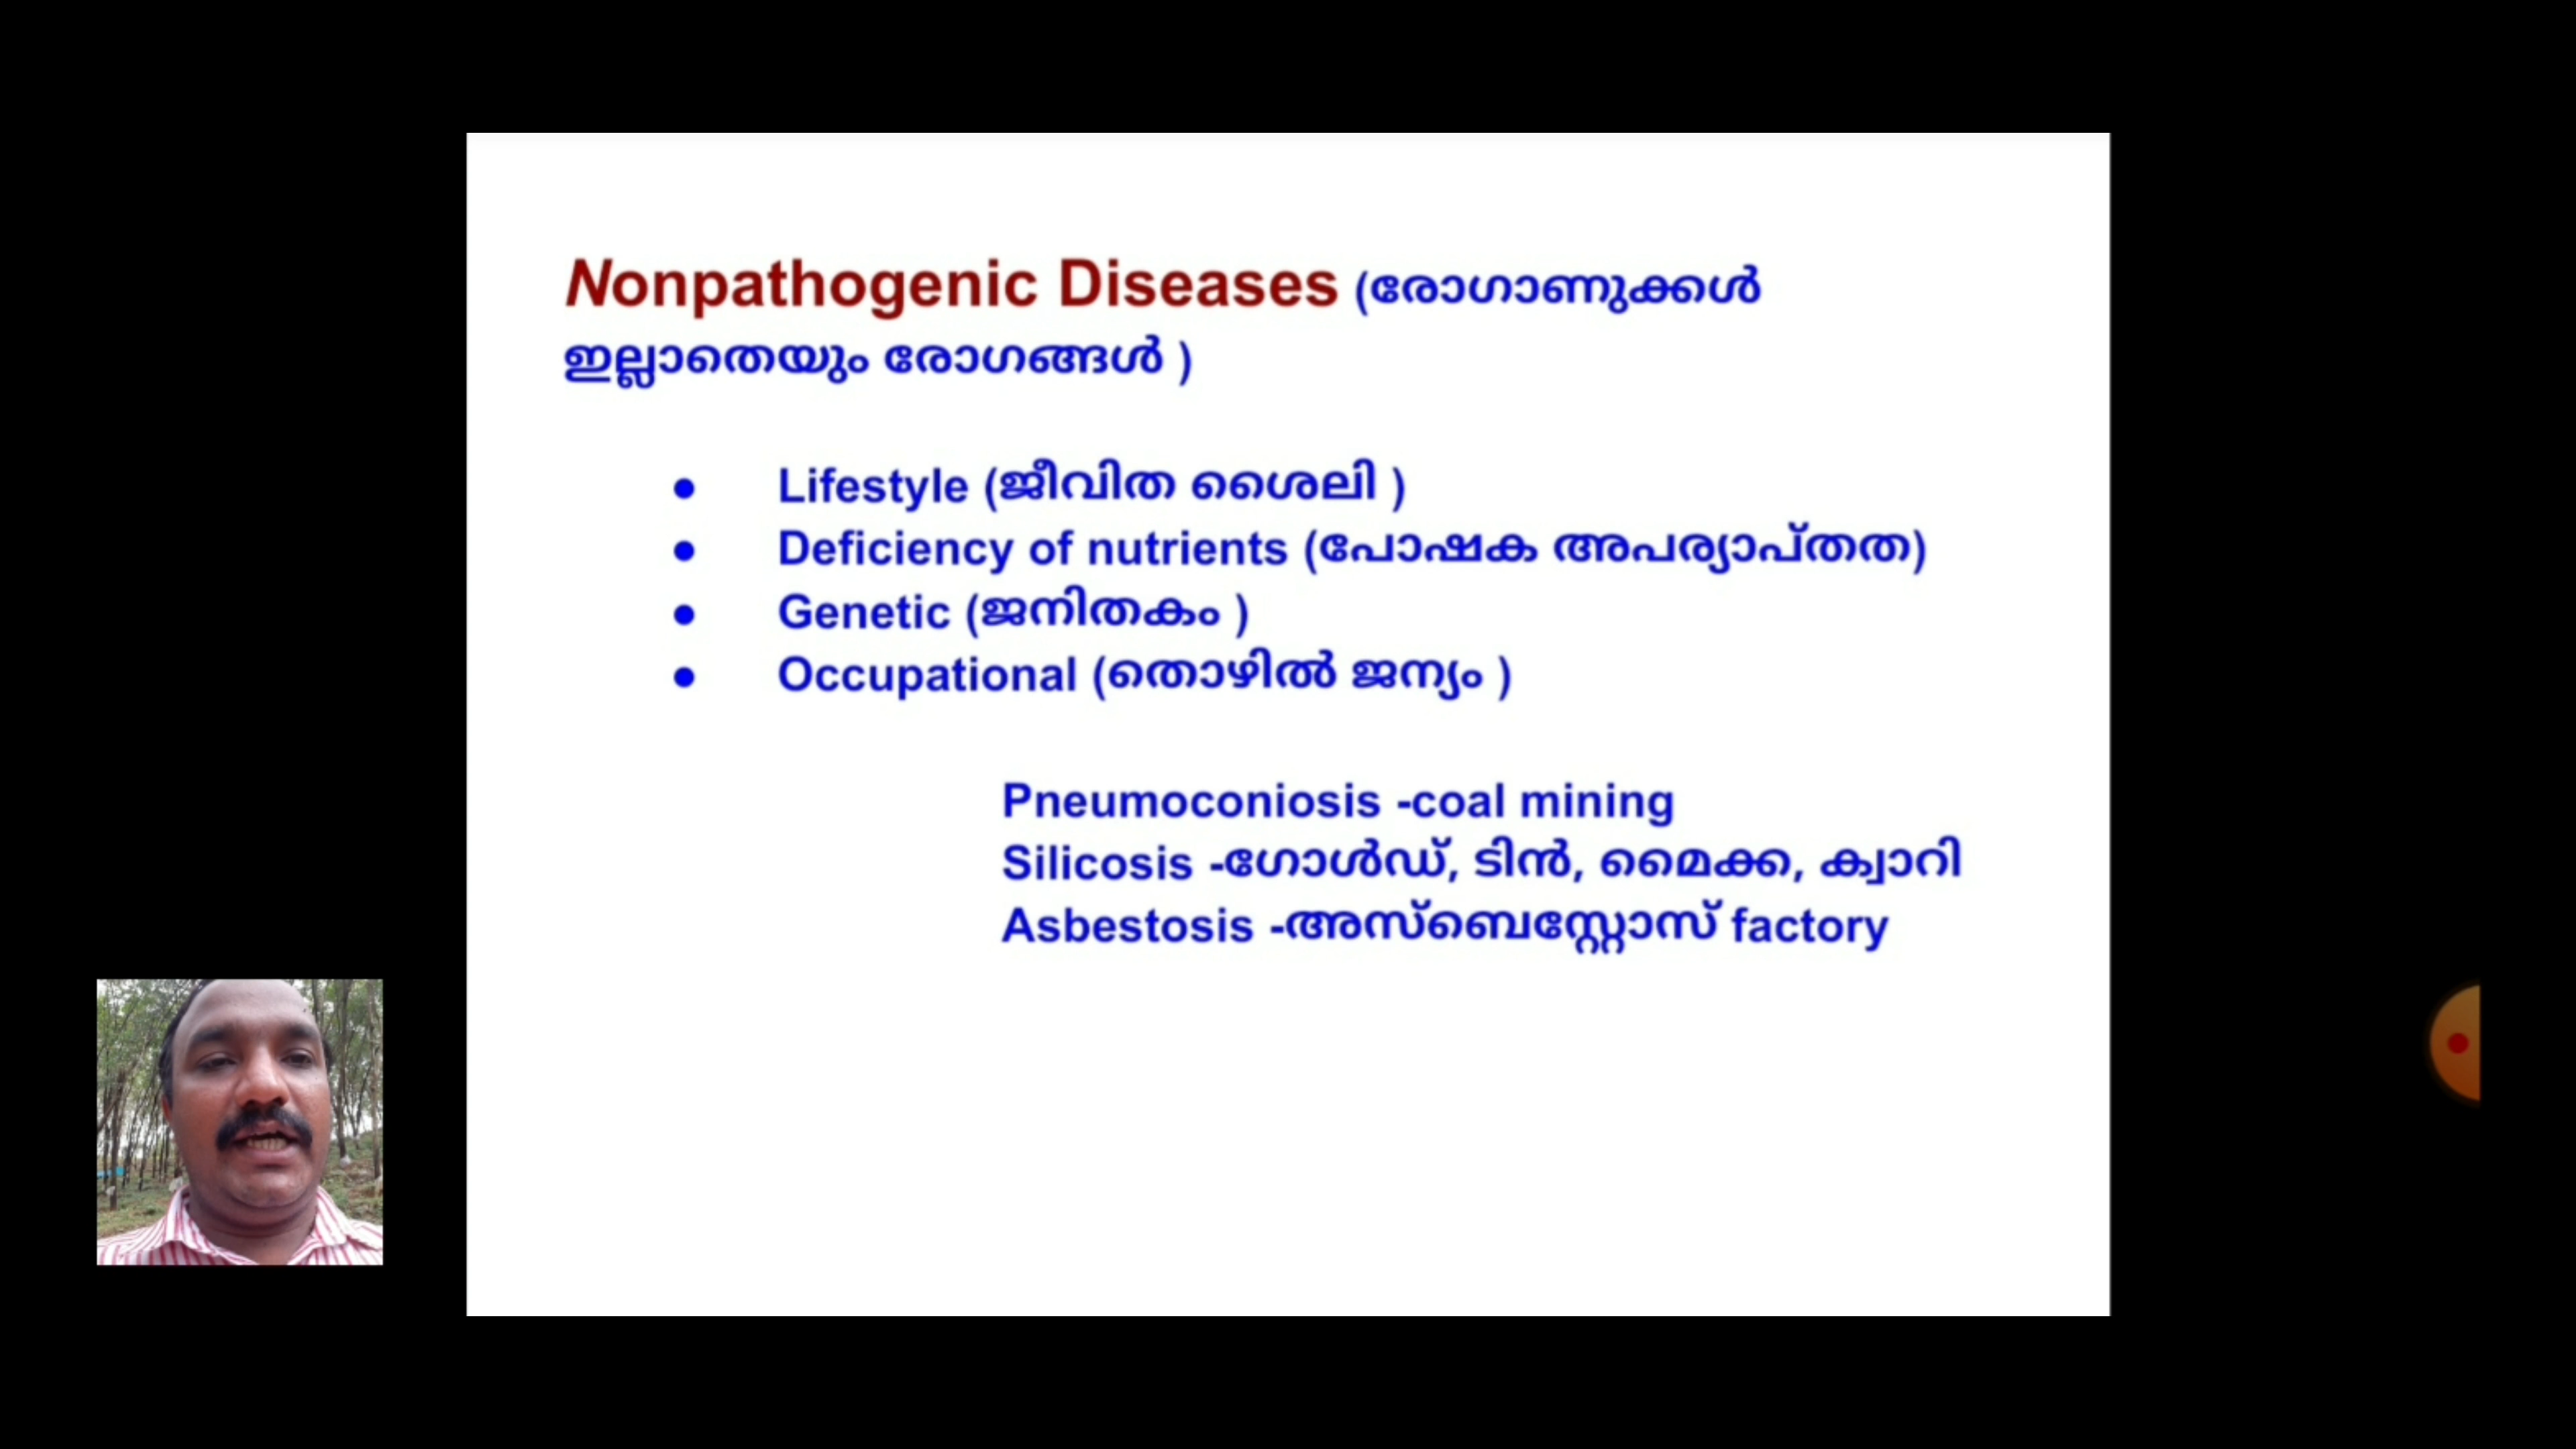 Nonpathogenic Diseases (രോഗാണുക്കൾ
ഇല്ലാതെയും രോഗങ്ങൾ )
● Lifestyle (ജീവിത ശൈലി )
● Deficiency of nutrients (പോഷക അപര്യാപ്തത)
● Genetic (ജനിതകം )
● Occupational (തൊഴിൽ ജന്യം )
Pneumoconiosis -coal mining
Silicosis -ഗോൾഡ്, ടിൻ, മൈക്ക, ക്വാറി
Asbestosis -അസ്ബെസ്റ്റോസ് factory